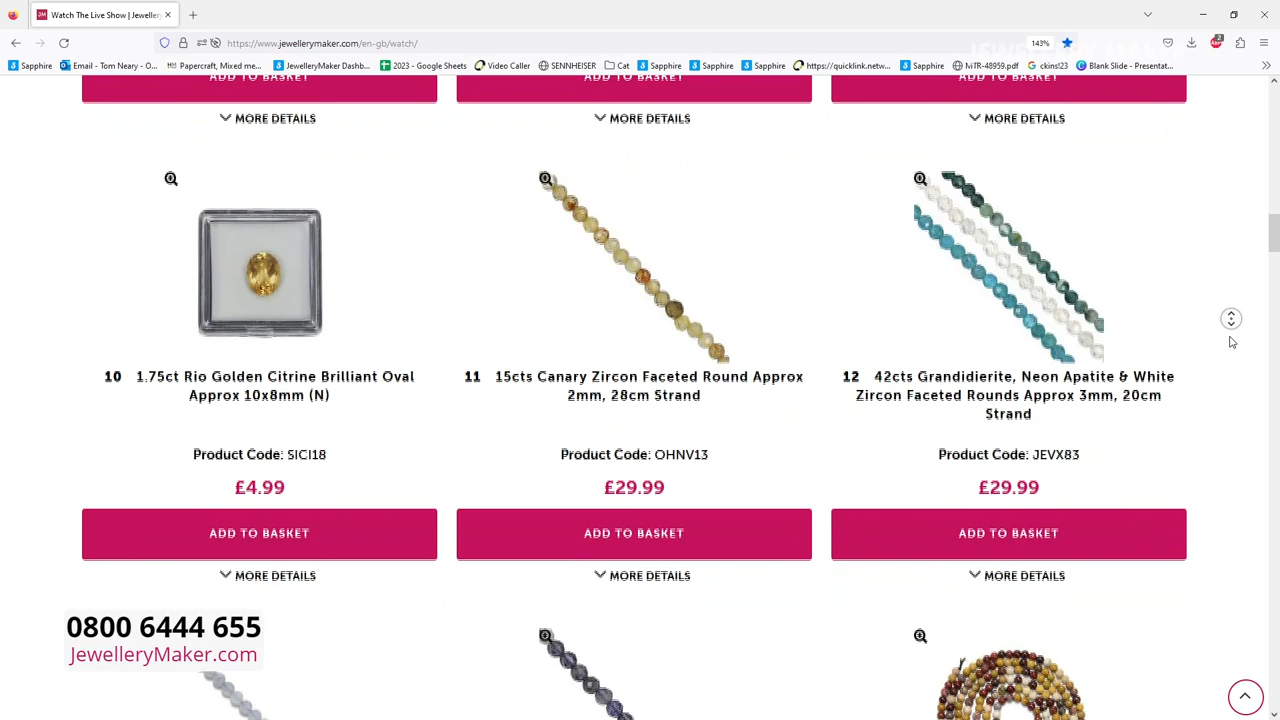 Watch The Live Show | Jeweller
https://www.jewellerymaker.com/en-gb/watch/
143%
2
Sapphire
Email - Tom Neary - O...
Papercraft, Mixed me...
JewelleryMaker Dashb...
2023 - Google Sheets
Video Caller
SENNHEISER
Cat
Sapphire
Sapphire
Sapphire
https://quicklink.netw...
Sapphire
MTR-48959.pdf
ckins!23
Blank Slide - Presentat...
ADD TO BASKET
ADD TO BASKET
ADD TO BASKET
MORE DETAILS
MORE DETAILS
MORE DETAILS
10 1.75ct Rio Golden Citrine Brilliant Oval
Approx 10x8mm (N)
Product Code: SICI18
£4.99
ADD TO BASKET
MORE DETAILS
11 15cts Canary Zircon Faceted Round Approx
2mm, 28cm Strand
Product Code: OHNV13
£29.99
ADD TO BASKET
MORE DETAILS
12 42cts Grandidierite, Neon Apatite & White
Zircon Faceted Rounds Approx 3mm, 20cm
Strand
Product Code: JEVX83
£29.99
ADD TO BASKET
MORE DETAILS
0800 6444 655
JewelleryMaker.com